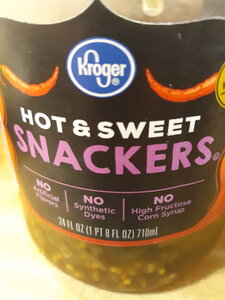 Kroger
HOT & SWEET
SNACKERS
NO NO NO
Artificial Synthetic High Fructose
Flavors Dyes Corn Syrup
24 FL OZ (1 PT 8 FL OZ) 710mL